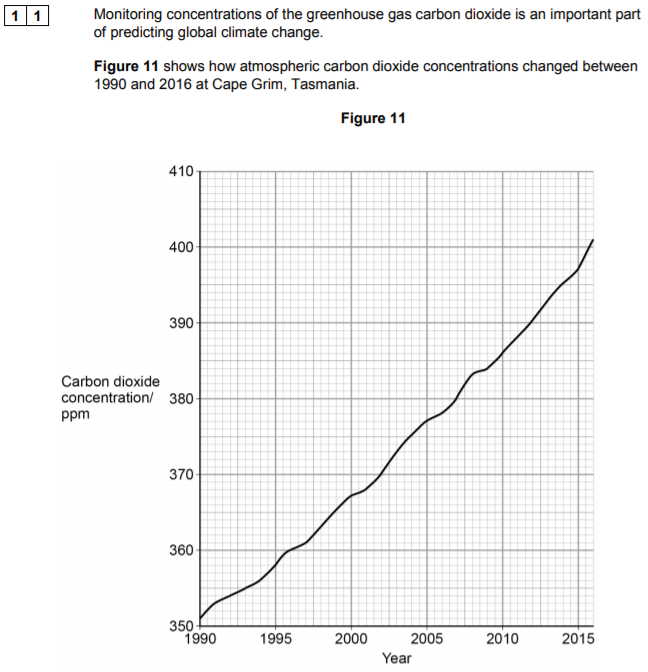 1 1
Monitoring concentrations of the greenhouse gas carbon dioxide is an important part
of predicting global climate change.
Figure 11 shows how atmospheric carbon dioxide concentrations changed between
1990 and 2016 at Cape Grim, Tasmania.
Figure 11
410
400
390
Carbon dioxide
concentration/ 380
ppm
370
360
350
1990 1995 2000 2005 2010 2015
Year